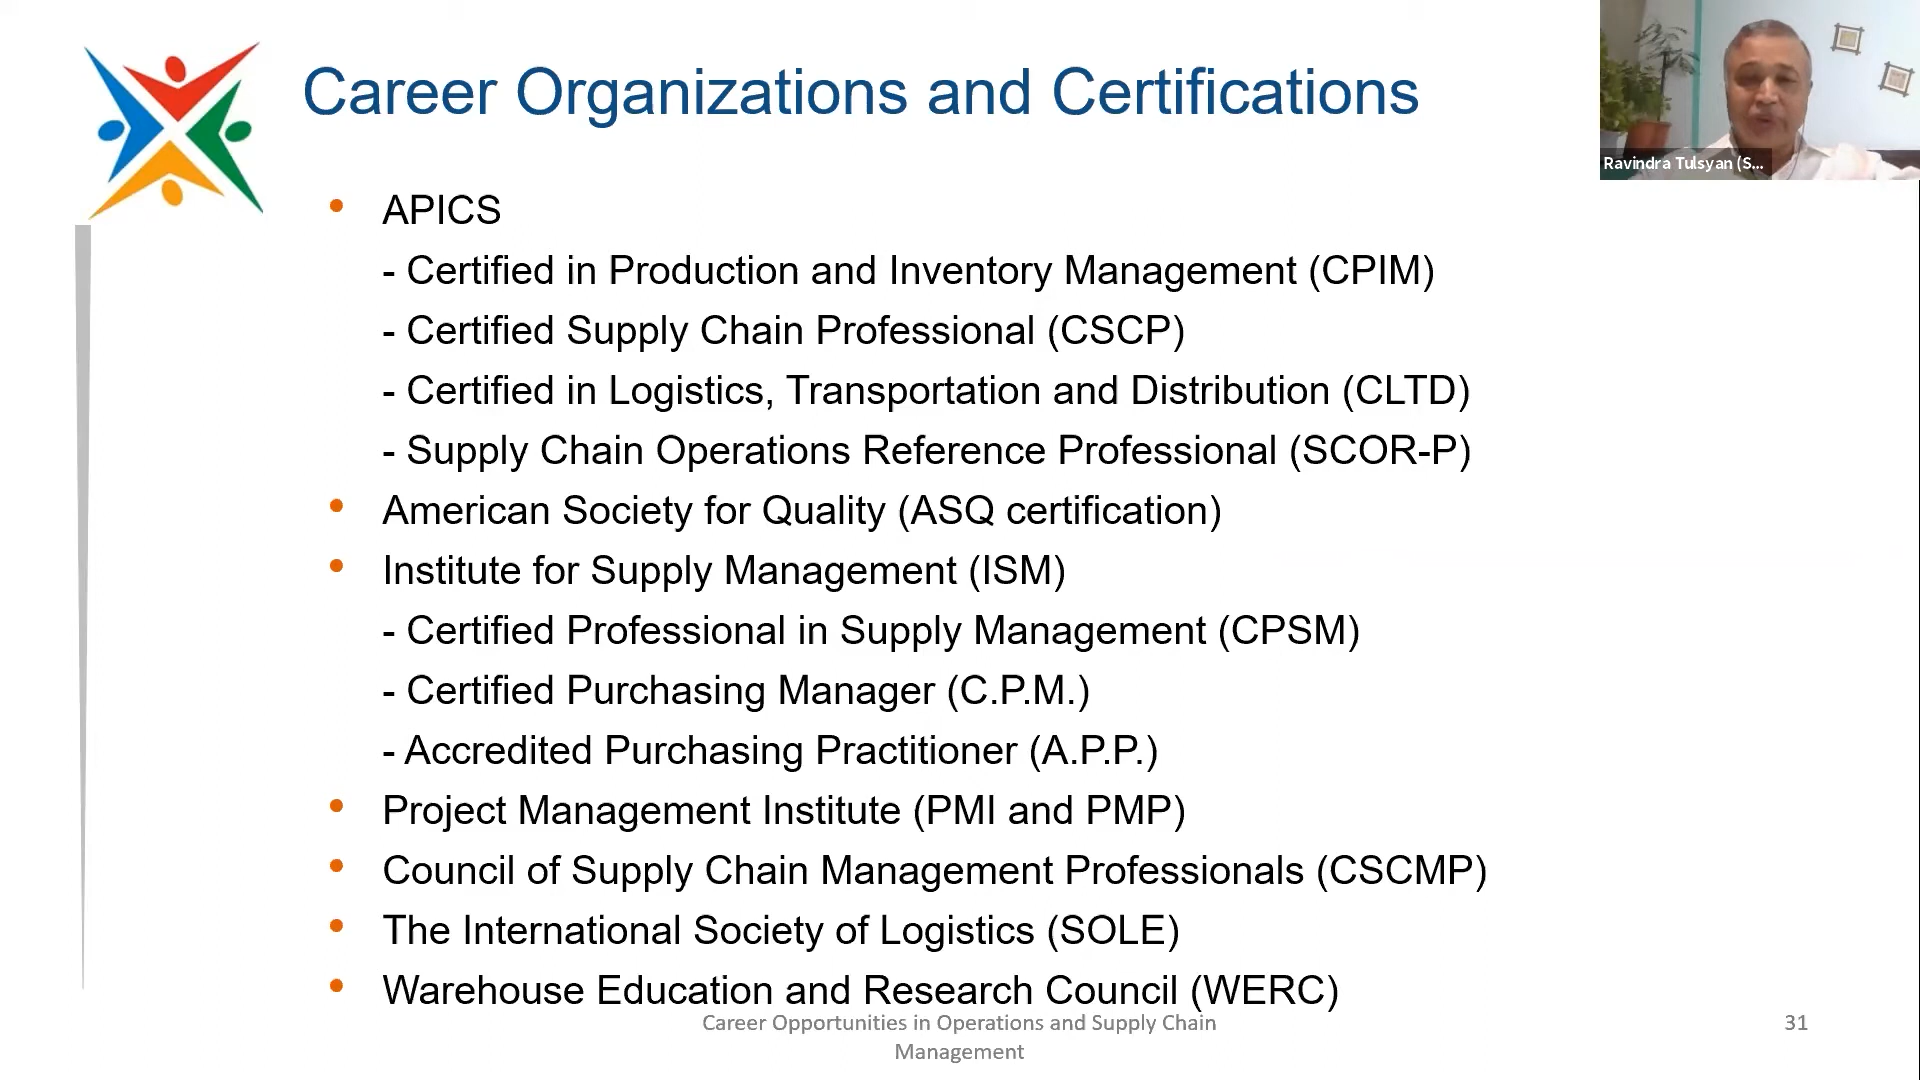 Career Organizations and Certifications
Ravindra Tulsyan (S...
• APICS
- Certified in Production and Inventory Management (CPIM)
- Certified Supply Chain Professional (CSCP)
- Certified in Logistics, Transportation and Distribution (CLTD)
- Supply Chain Operations Reference Professional (SCOR-P)
• American Society for Quality (ASQ certification)
• Institute for Supply Management (ISM)
- Certified Professional in Supply Management (CPSM)
- Certified Purchasing Manager (C.P.M.)
- Accredited Purchasing Practitioner (A.P.P.)
• Project Management Institute (PMI and PMP)
• Council of Supply Chain Management Professionals (CSCMP)
• The International Society of Logistics (SOLE)
• Warehouse Education and Research Council (WERC)
Career Opportunities in Operations and Supply Chain
Management
31